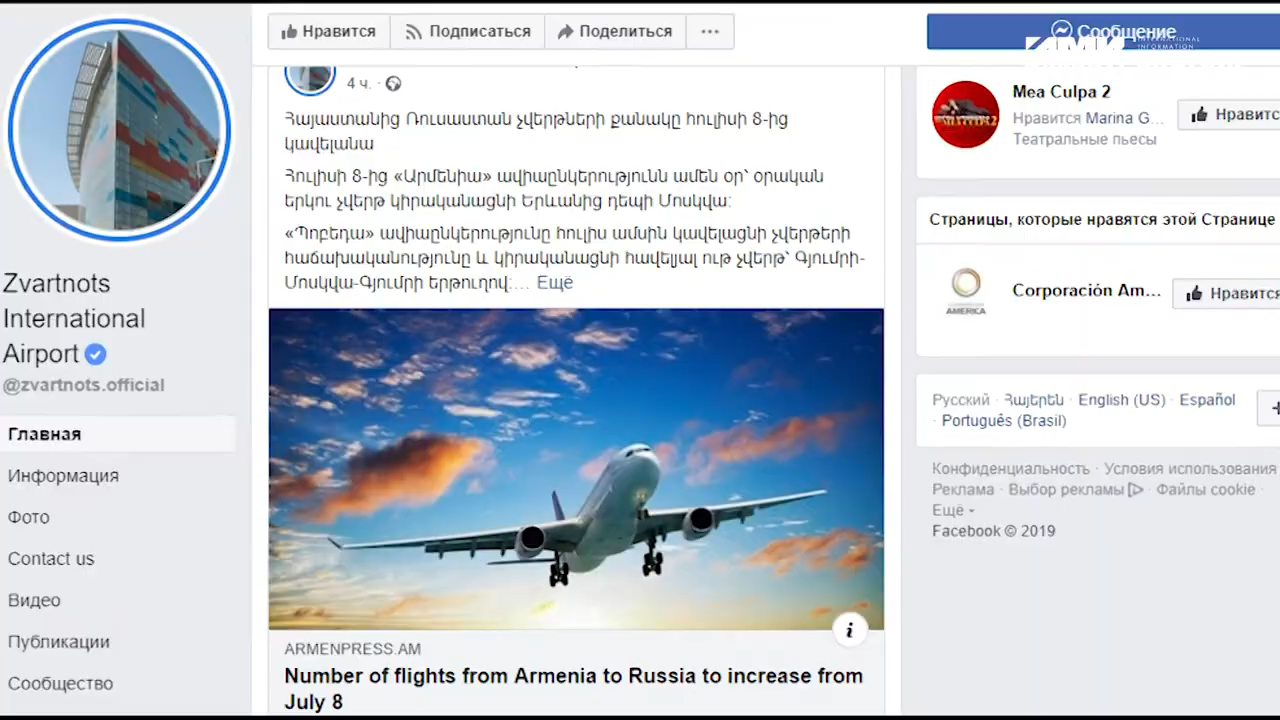 Нравится
Подписаться
Поделиться
Сообщение
INTERNATIONAL
INFORMATION
Zvartnots
International
Airport
@zvartnots.official
Главная
Информация
Фото
Contact us
Видео
Публикации
Сообщество
4 ч. ·
Հայաստանից Ռուսաստան չվերթների քանակը հուլիսի 8-ից
կավելանա
Հուլիսի 8-ից «Արմենիա» ավիաընկերությունն ամեն օր՝ օրական
երկու չվերթ կիրականացնի Երևանից դեպի Մոսկվա:
«Պոբեդա» ավիաընկերությունը հուլիս ամսին կավելացնի չվերթերի
հաճախականությունը և կիրականացնի հավելյալ ութ չվերթ՝ Գյումրի-
Մոսկվա-Գյումրի երթուղով:... Ещё
ARMENPRESS.AM
Number of flights from Armenia to Russia to increase from
July 8
Mea Culpa 2
Нравится Marina G...
Театральные пьесы
Нравитс
Страницы, которые нравятся этой Странице
AMERICA
Corporación Am...
Нравится
Русский · Հայերեն · English (US) · Español
· Português (Brasil)
Конфиденциальность · Условия использования
Реклама · Выбор рекламы · Файлы cookie ·
Ещё
Facebook © 2019